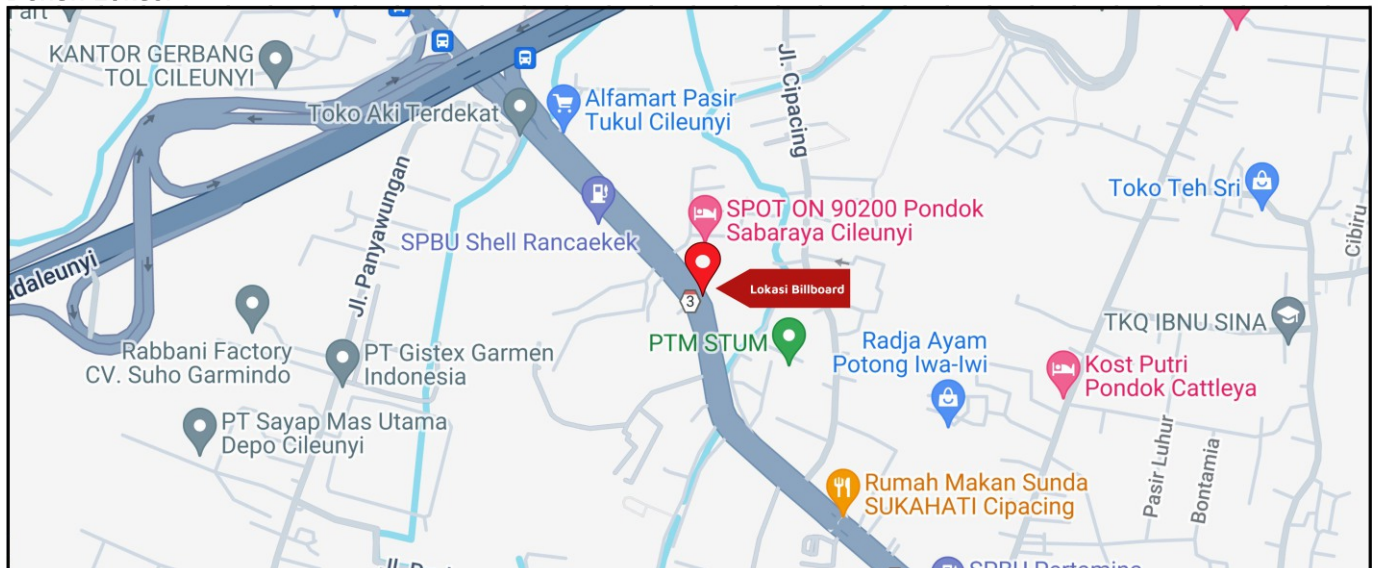 KANTOR GERBANG
TOL CILEUNYI
Toko Aki Terdekat
Alfamart Pasir
Tukul Cileunyi
Jl. Cipacing
Toko Teh Sri
Cibiru
SPBU Shell Rancaekek
SPOT ON 90200 Pondok
Sabaraya Cileunyi
Jl. Panyawungan
adaleunyi
Lokasi Billboard
3
Rabbani Factory
CV. Suho Garmindo
PT Gistex Garmen
Indonesia
PTM STUM
Radja Ayam
Potong Iwa-Iwi
TKQ IBNU SINA
Kost Putri
Pondok Cattleya
PT Sayap Mas Utama
Depo Cileunyi
Rumah Makan Sunda
SUKAHATI Cipacing
Pasir Luhur
Bontamia
SPBU Pertamina